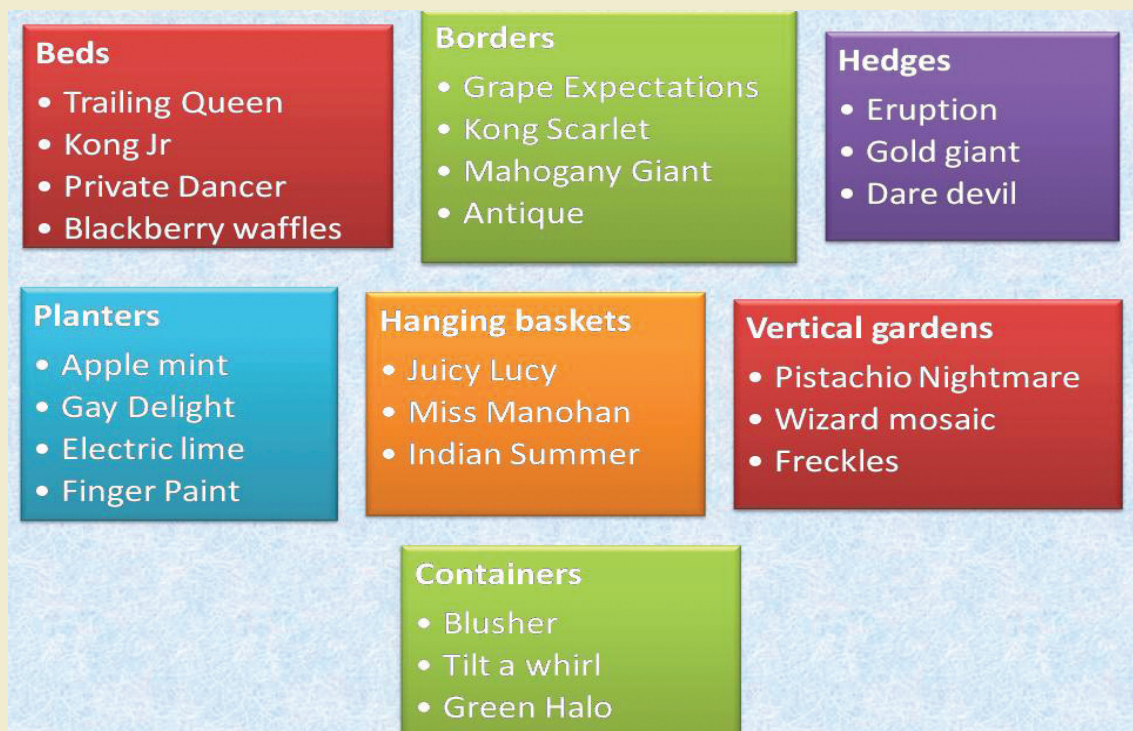 Beds
• Trailing Queen
• Kong Jr
• Private Dancer
• Blackberry waffles
Borders
• Grape Expectations
• Kong Scarlet
• Mahogany Giant
• Antique
Hedges
• Eruption
• Gold giant
• Dare devil
Planters
• Apple mint
• Gay Delight
• Electric lime
• Finger Paint
Hanging baskets
• Juicy Lucy
• Miss Manohan
• Indian Summer
Vertical gardens
• Pistachio Nightmare
• Wizard mosaic
• Freckles
Containers
• Blusher
• Tilt a whirl
• Green Halo